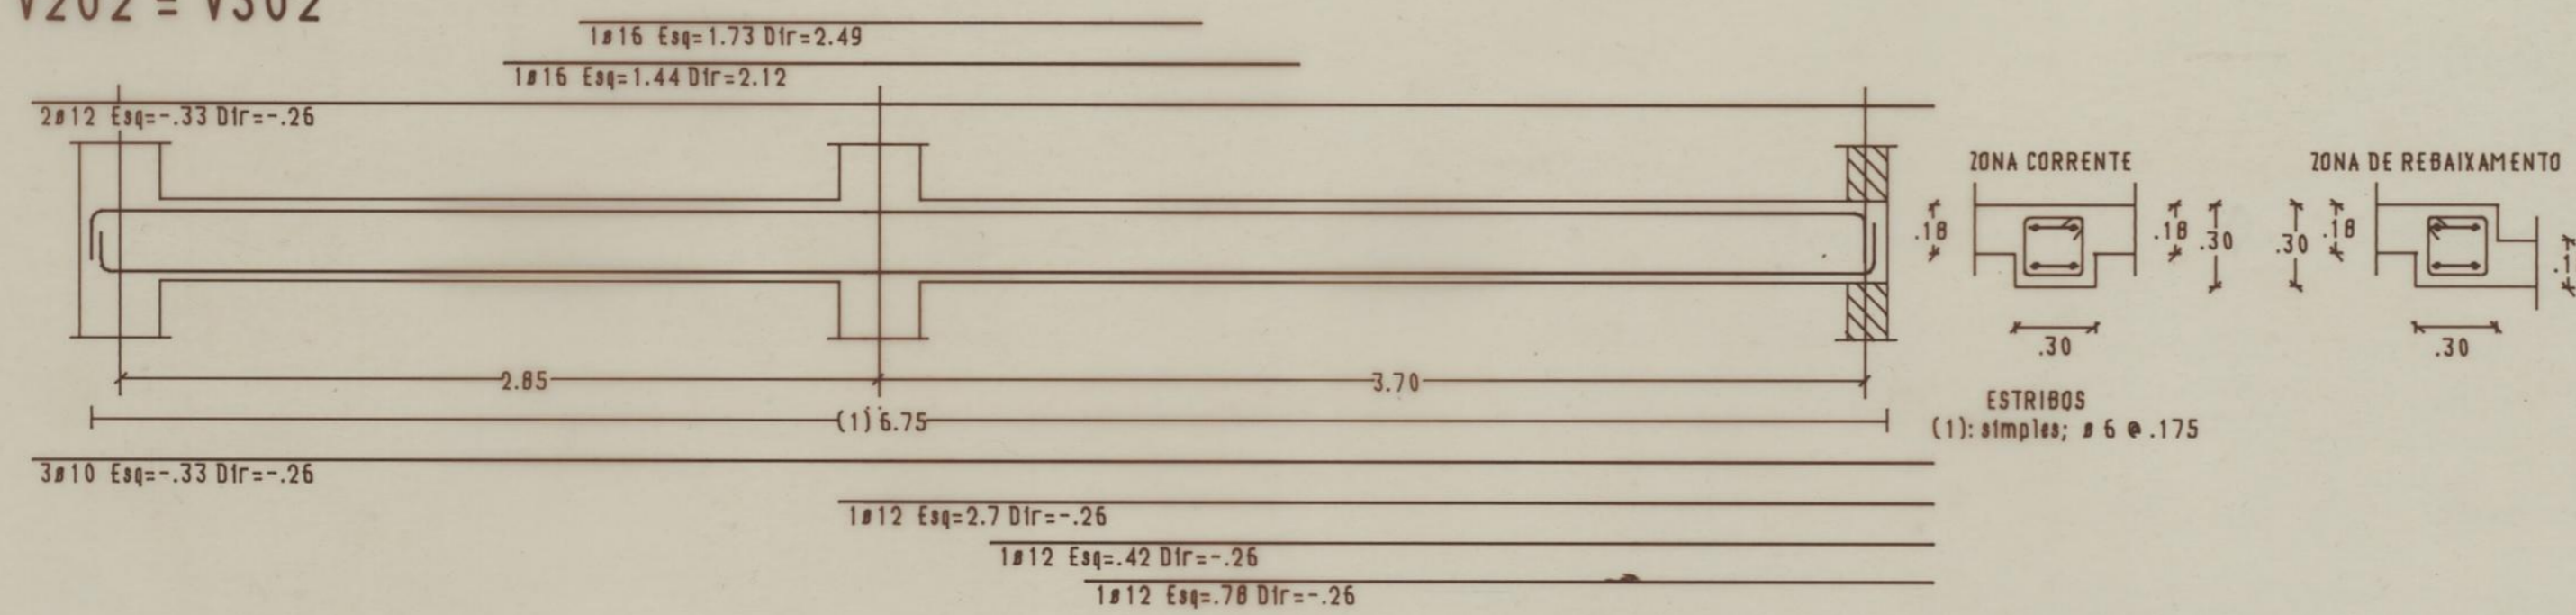 V202 = V302
1ø16 Esq=1.73 Dir=2.49
1ø16 Esq=1.44 Dir=2.12
2ø12 Esq=-.33 Dir=-.26
ZONA CORRENTE
ZONA DE REBAIXAMENTO
.18
.18
.30
.30
.18
.30
.30
2.85
3.70
(1) 6.75
ESTRIBOS
(1): simples; ø 6 @ .175
3ø10 Esq=-.33 Dir=-.26
1ø12 Esq=2.7 Dir=-.26
1ø12 Esq=.42 Dir=-.26
1ø12 Esq=.78 Dir=-.26